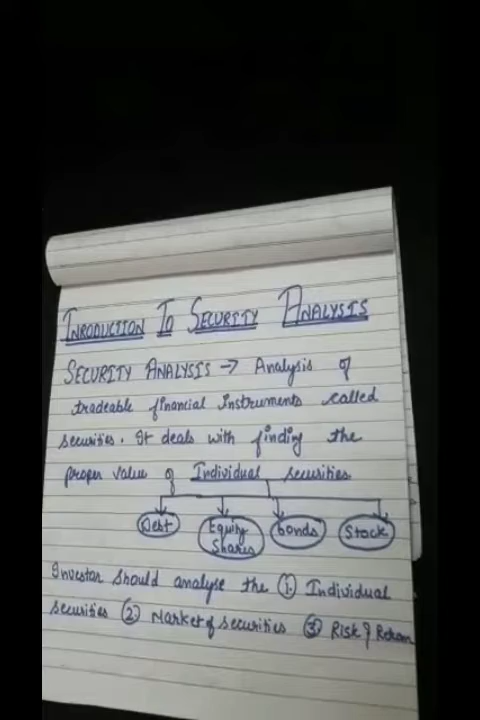 INRODUCTION TO SECURITY ANALYSIS
SECURITY ANALYSIS → Analysis of
tradeable financial instruments called
securities. It deals with finding the
proper value of Individual securities
Debt Equity Shares bonds Stock
Investor should analyse the ①. Individual
securities ②. Market of securities ③ Risk & Return